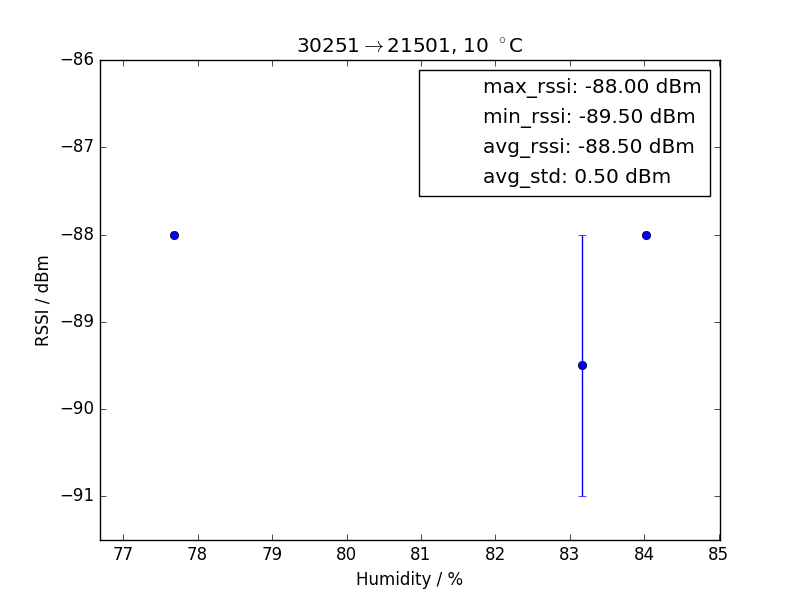 30251→21501, 10 °C
max_rssi: -88.00 dBm
min_rssi: -89.50 dBm
avg_rssi: -88.50 dBm
avg_std: 0.50 dBm
−86
−87
−88
−89
−90
−91
RSSI / dBm
77 78 79 80 81 82 83 84 85
Humidity / %